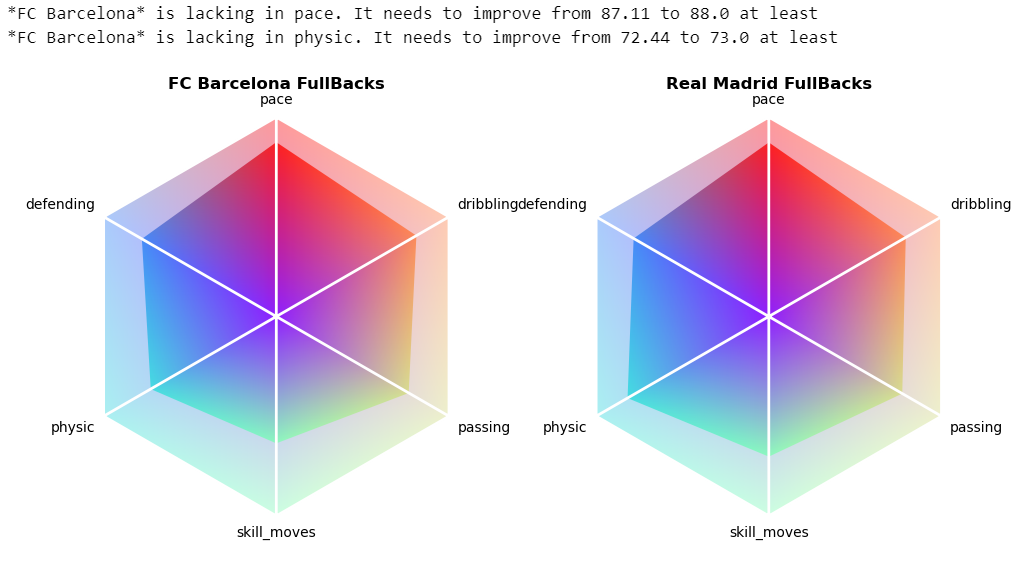 *FC Barcelona* is lacking in pace. It needs to improve from 87.11 to 88.0 at least
*FC Barcelona* is lacking in physic. It needs to improve from 72.44 to 73.0 at least
FC Barcelona FullBacks
pace
defending
dribbling
physic
passing
skill_moves
Real Madrid FullBacks
pace
defending
dribbling
physic
passing
skill_moves